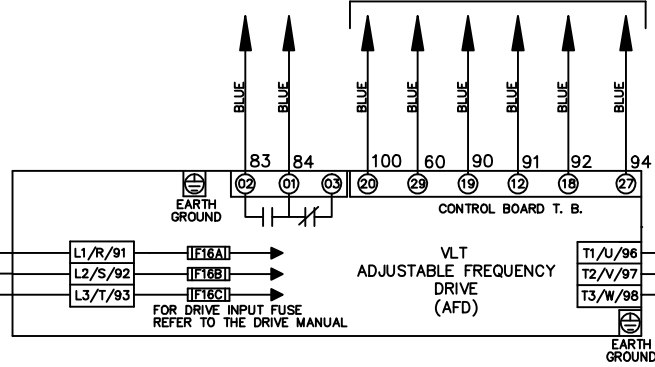 BLUE BLUE BLUE BLUE BLUE BLUE BLUE BLUE
83 84 100 60 90 91 92 94
02 01 03 20 29 19 12 18 27
EARTH
GROUND
CONTROL BOARD T. B.
L1/R/91 F16A
L2/S/92 F16B
L3/T/93 F16C
FOR DRIVE INPUT FUSE
REFER TO THE DRIVE MANUAL
VLT
ADJUSTABLE FREQUENCY
DRIVE
(AFD)
T1/U/96
T2/V/97
T3/W/98
EARTH
GROUND